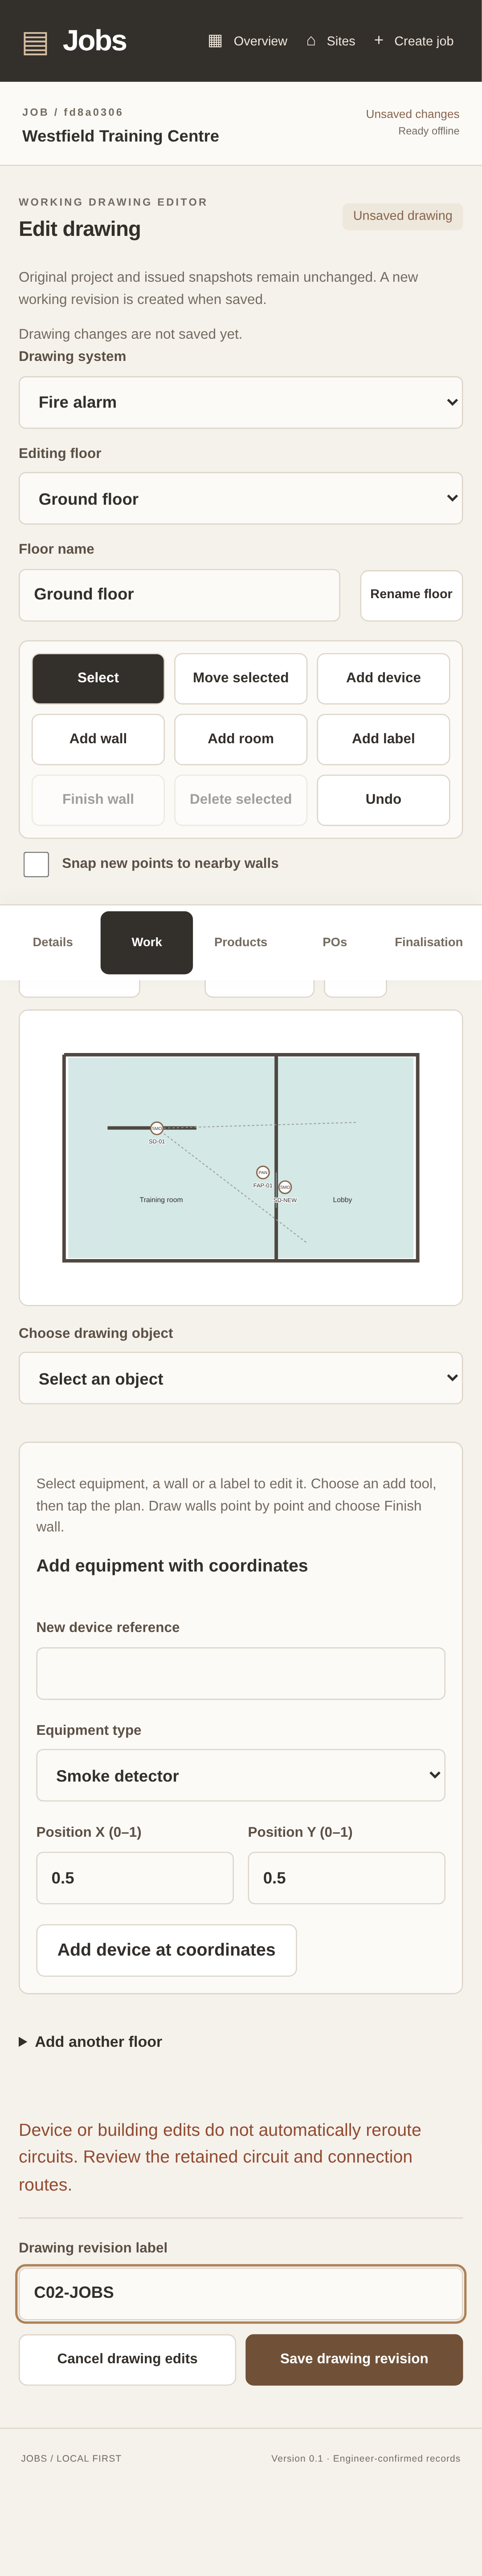 Jobs
Overview
Sites
Create job
JOB / fd8a0306
Westfield Training Centre
Unsaved changes
Ready offline
WORKING DRAWING EDITOR
Edit drawing
Unsaved drawing
Original project and issued snapshots remain unchanged. A new
working revision is created when saved.
Drawing changes are not saved yet.
Drawing system
Fire alarm
Editing floor
Ground floor
Floor name
Ground floor
Rename floor
Select
Move selected
Add device
Add wall
Add room
Add label
Finish wall
Delete selected
Undo
Snap new points to nearby walls
Details
Work
Products
POs
Finalisation
SMO
SD-01
PAN
FAP-01
SMO
SD-NEW
Training room
Lobby
Choose drawing object
Select an object
Select equipment, a wall or a label to edit it. Choose an add tool,
then tap the plan. Draw walls point by point and choose Finish
wall.
Add equipment with coordinates
New device reference
Equipment type
Smoke detector
Position X (0–1)
Position Y (0–1)
0.5
0.5
Add device at coordinates
Add another floor
Device or building edits do not automatically reroute
circuits. Review the retained circuit and connection
routes.
Drawing revision label
C02-JOBS
Cancel drawing edits
Save drawing revision
JOBS / LOCAL FIRST
Version 0.1 · Engineer-confirmed records